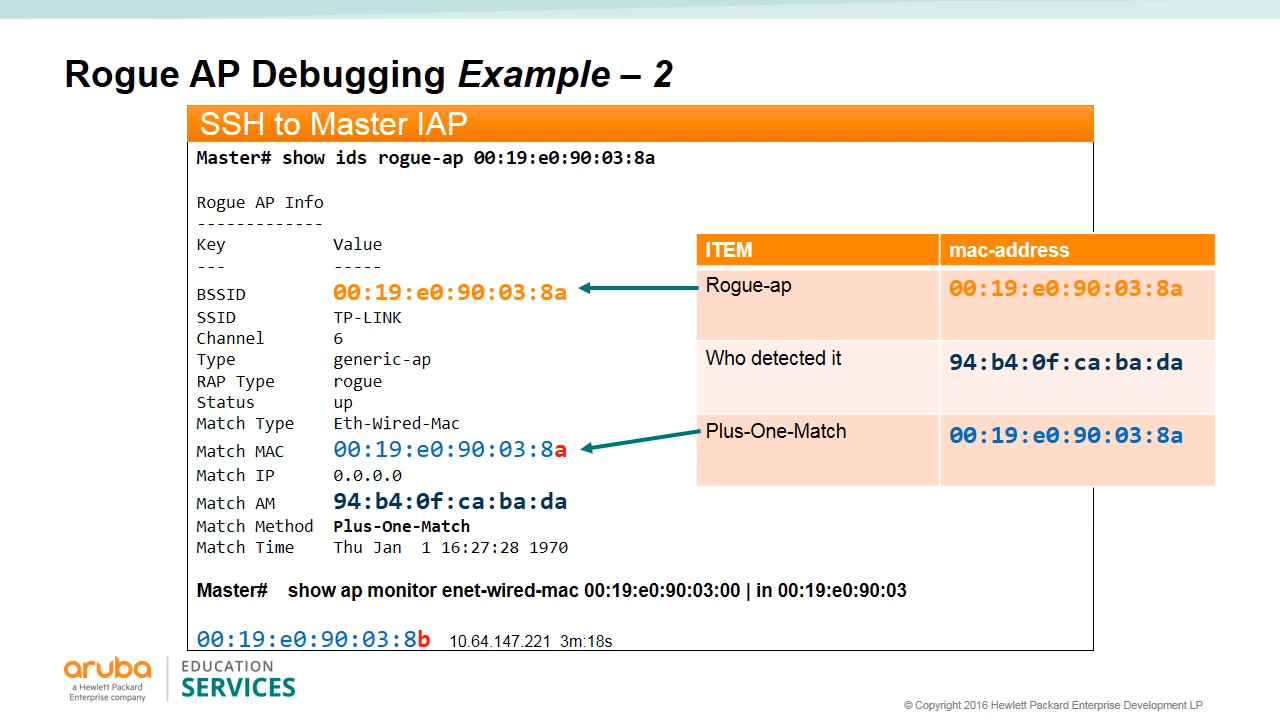 Rogue AP Debugging Example – 2
SSH to Master IAP
Master# show ids rogue-ap 00:19:e0:90:03:8a
Rogue AP Info
-------------
Key Value
--- -----
BSSID 00:19:e0:90:03:8a
SSID TP-LINK
Channel 6
Type generic-ap
RAP Type rogue
Status up
Match Type Eth-Wired-Mac
Match MAC 00:19:e0:90:03:8a
Match IP 0.0.0.0
Match AM 94:b4:0f:ca:ba:da
Match Method Plus-One-Match
Match Time Thu Jan 1 16:27:28 1970
Master# show ap monitor enet-wired-mac 00:19:e0:90:03:00 | in 00:19:e0:90:03
00:19:e0:90:03:8b 10.64.147.221 3m:18s
ITEM mac-address
Rogue-ap 00:19:e0:90:03:8a
Who detected it 94:b4:0f:ca:ba:da
Plus-One-Match 00:19:e0:90:03:8a
aruba
a Hewlett Packard
Enterprise company
EDUCATION
SERVICES
© Copyright 2016 Hewlett Packard Enterprise Development LP